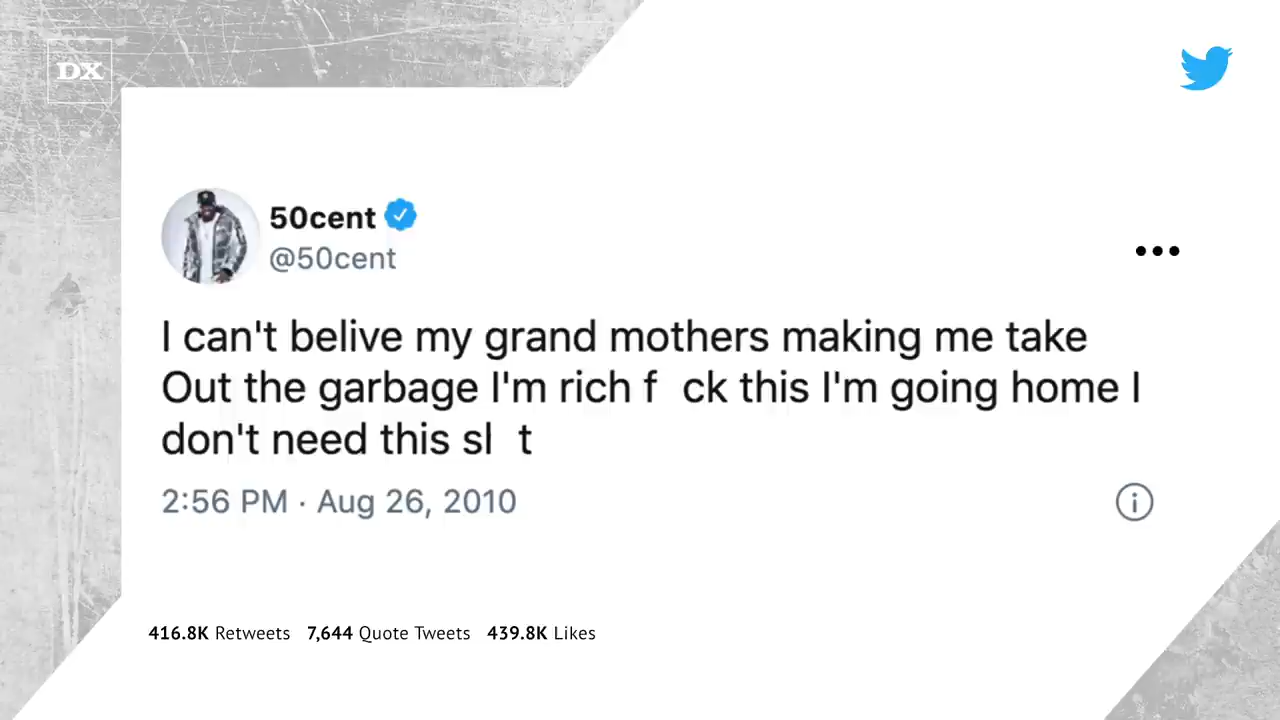 DX
50cent
@50cent
I can't belive my grand mothers making me take
Out the garbage I'm rich f ck this I'm going home I
don't need this sl t
2:56 PM · Aug 26, 2010
416.8K Retweets 7,644 Quote Tweets 439.8K Likes